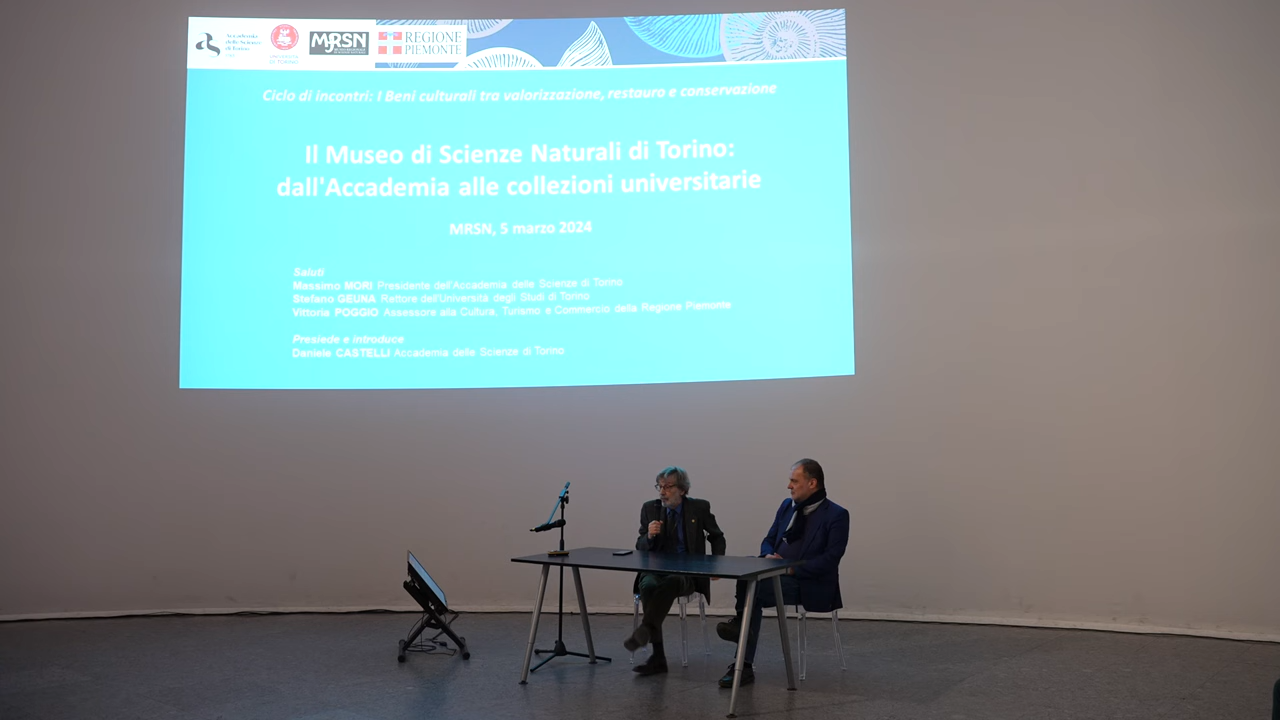 Accademia
delle Scienze
di Torino
UNIVERSITÀ
DI TORINO
MRSN
REGIONE
PIEMONTE
Ciclo di incontri: i Beni culturali tra valorizzazione, restauro e conservazione
Il Museo di Scienze Naturali di Torino:
dall'Accademia alle collezioni universitarie
MRSN, 5 marzo 2024
Saluti
Massimo MORI Presidente dell'Accademia delle Scienze di Torino
Stefano GEUNA Rettore dell'Università degli Studi di Torino
Vittoria POGGIO Assessore alla Cultura, Turismo e Commercio della Regione Piemonte
Presiede e introduce
Daniele CASTELLI Accademia delle Scienze di Torino